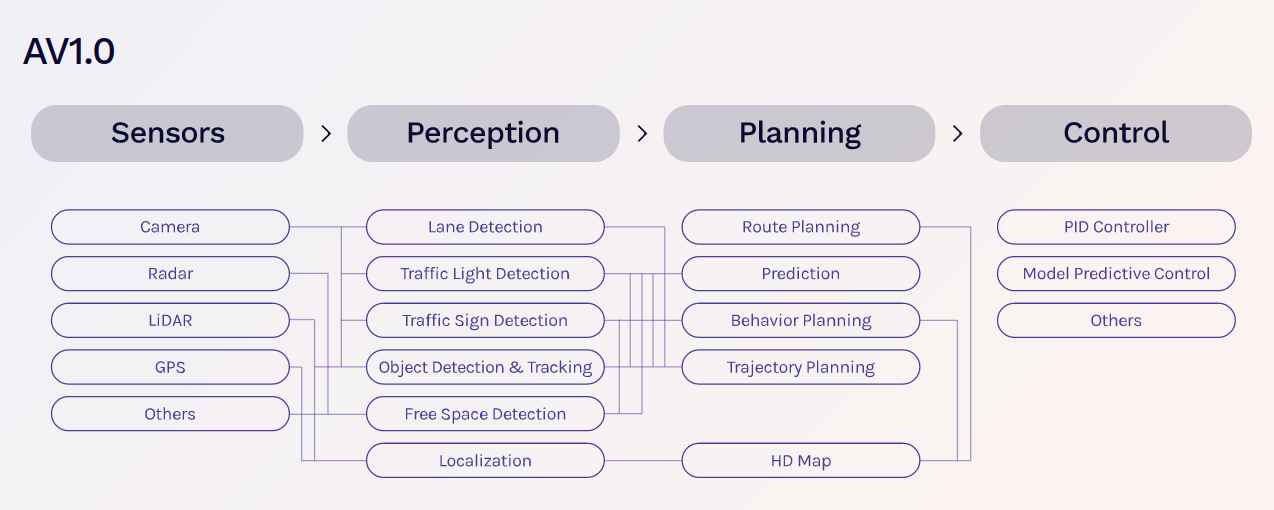 AV1.0
Sensors
Perception
Planning
Control
Camera
Radar
LiDAR
GPS
Others
Lane Detection
Traffic Light Detection
Traffic Sign Detection
Object Detection & Tracking
Free Space Detection
Localization
Route Planning
Prediction
Behavior Planning
Trajectory Planning
HD Map
PID Controller
Model Predictive Control
Others